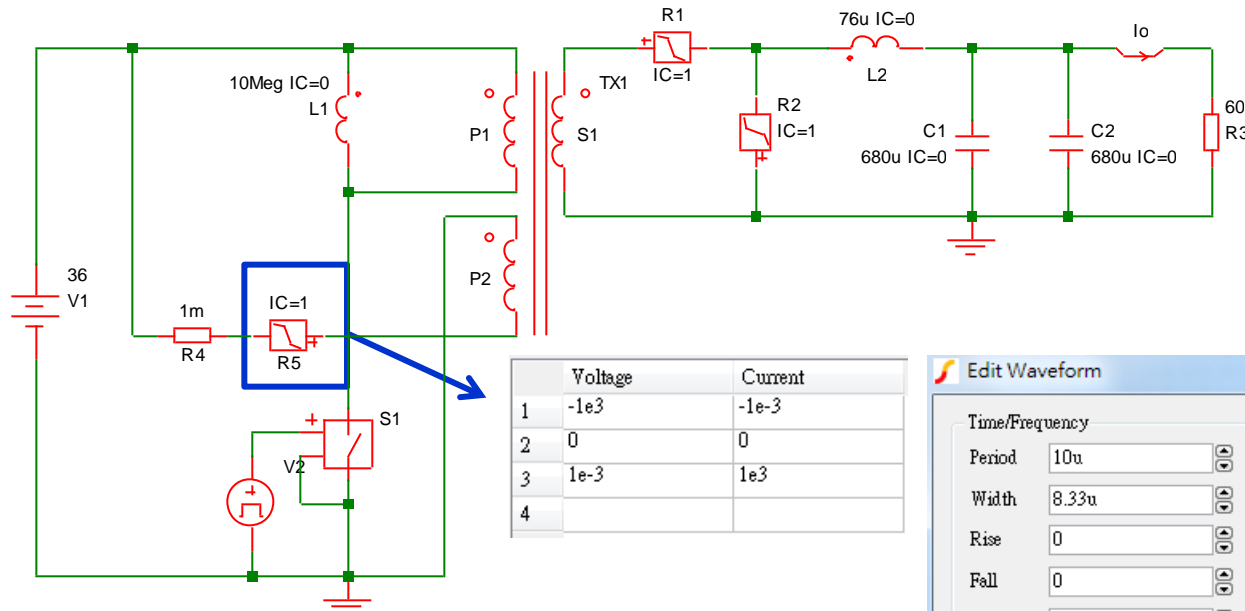 R1
IC=1
76u IC=0
L2
Io
10Meg IC=0
L1
P1
TX1
S1
R2
IC=1
C1
680u IC=0
C2
680u IC=0
60
R3
P2
36
V1
1m
R4
IC=1
R5
S1
V2
Voltage Current
1 -1e3 -1e-3
2 0 0
3 1e-3 1e3
4
Edit Waveform
Time/Frequency
Period 10u
Width 8.33u
Rise 0
Fall 0